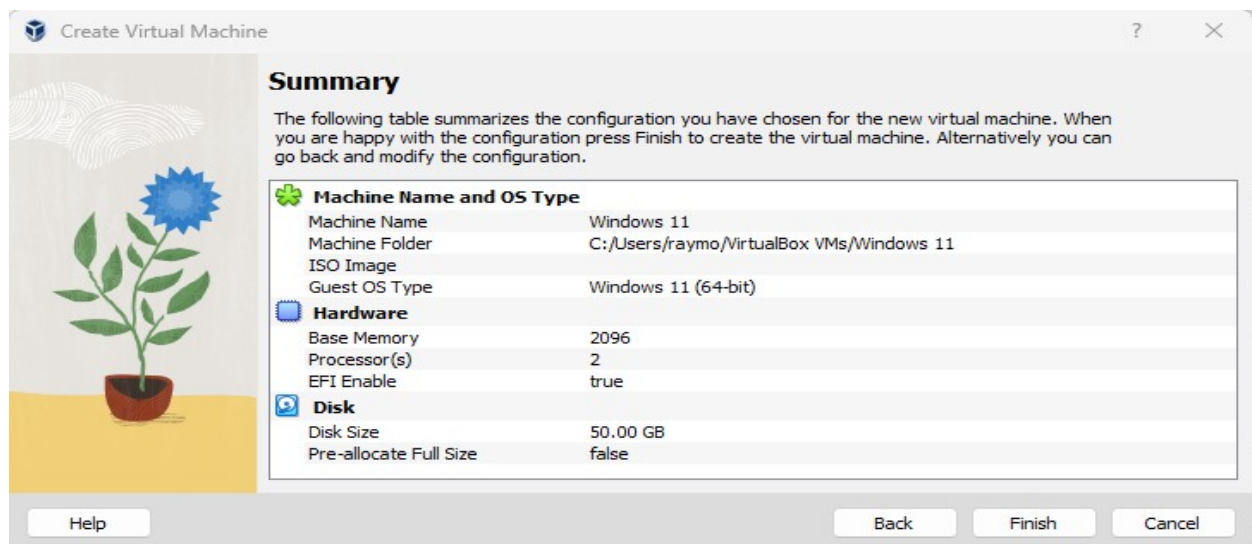 Create Virtual Machine
?
Summary
The following table summarizes the configuration you have chosen for the new virtual machine. When
you are happy with the configuration press Finish to create the virtual machine. Alternatively you can
go back and modify the configuration.
Machine Name and OS Type
Machine Name Windows 11
Machine Folder C:/Users/raymo/VirtualBox VMs/Windows 11
ISO Image
Guest OS Type Windows 11 (64-bit)
Hardware
Base Memory 2096
Processor(s) 2
EFI Enable true
Disk
Disk Size 50.00 GB
Pre-allocate Full Size false
Help Back Finish Cancel